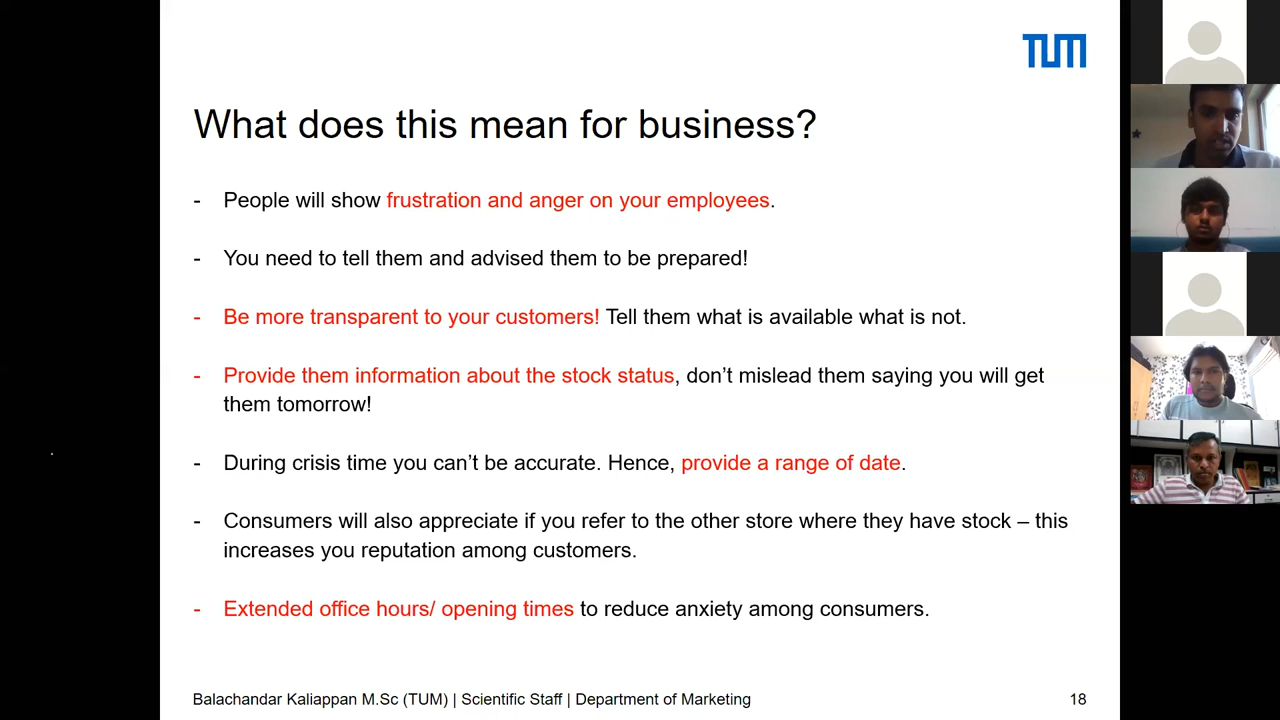 TUM
What does this mean for business?
- People will show frustration and anger on your employees.
- You need to tell them and advised them to be prepared!
- Be more transparent to your customers! Tell them what is available what is not.
- Provide them information about the stock status, don’t mislead them saying you will get
them tomorrow!
- During crisis time you can’t be accurate. Hence, provide a range of date.
- Consumers will also appreciate if you refer to the other store where they have stock – this
increases you reputation among customers.
- Extended office hours/ opening times to reduce anxiety among consumers.
Balachandar Kaliappan M.Sc (TUM) | Scientific Staff | Department of Marketing
18